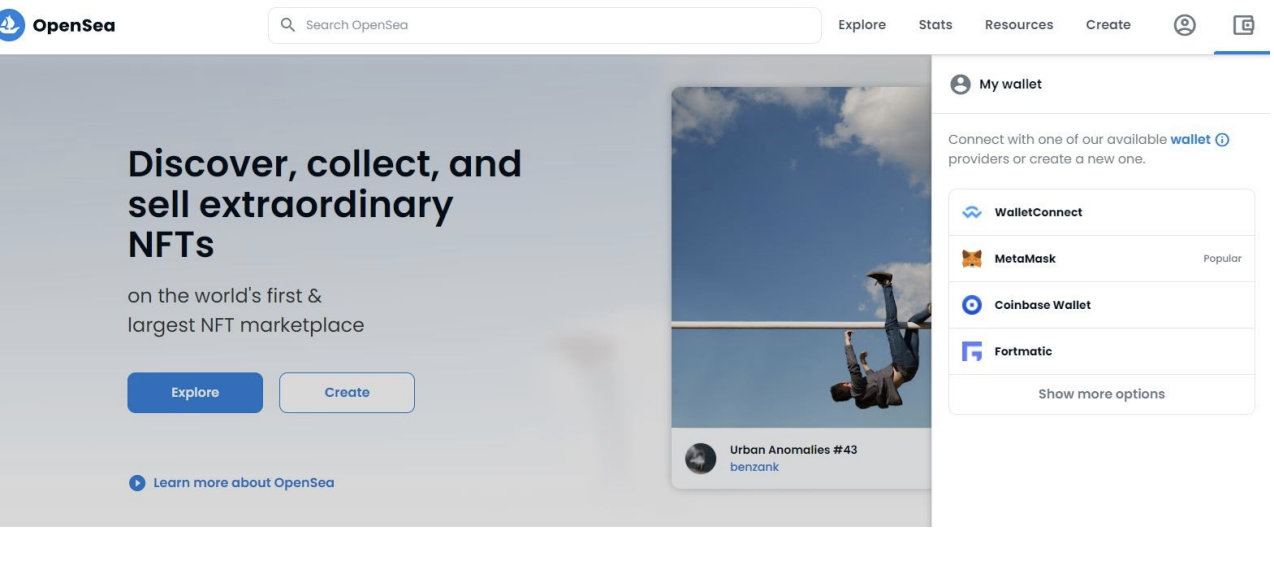 OpenSea
Search OpenSea
Explore
Stats
Resources
Create
My wallet
Discover, collect, and
sell extraordinary
NFTs
on the world's first &
largest NFT marketplace
Explore
Create
Learn more about OpenSea
Urban Anomalies #43
benzank
Connect with one of our available wallet
providers or create a new one.
WalletConnect
MetaMask
Popular
Coinbase Wallet
Fortmatic
Show more options